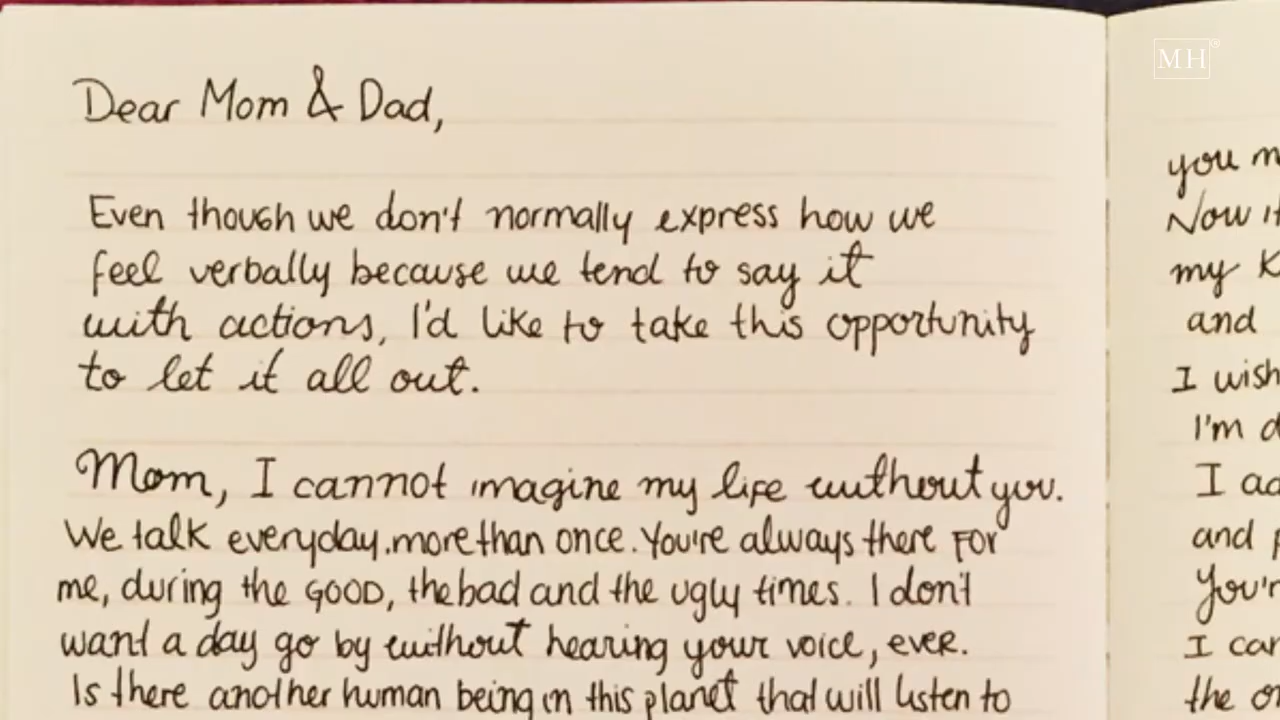 MH®
Dear Mom & Dad,
Even though we don't normally express how we
feel verbally because we tend to say it
with actions, I'd like to take this opportunity
to let it all out.
Mom, I cannot imagine my life without you.
We talk everyday.more than once. You're always there For
me, during the GOOD, the bad and the ugly times. I don't
want a day go by without hearing your voice, ever.
Is there another human being in this planet that will listen to
you
Now
my
and
I wish
I'm
I
and
You'r
I
the